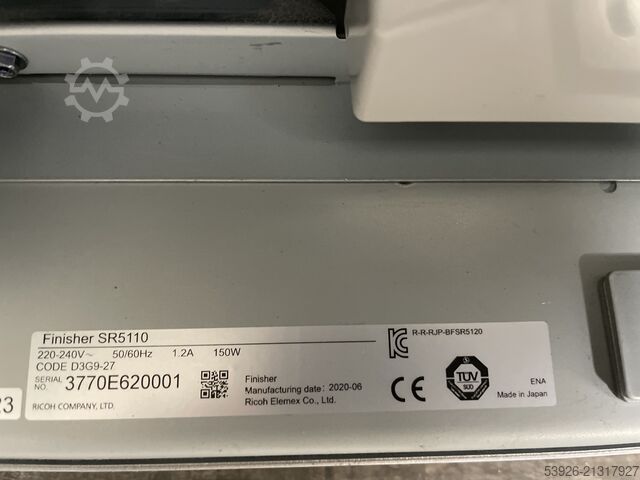 Finisher SR5110
220-240V~ 50/60Hz 1.2A 150W
CODE D3G9-27
SERIAL NO. 3770E620001
RICOH COMPANY, LTD.
Finisher
Manufacturing date: 2020-06
Ricoh Elemex Co., Ltd.
R-R-RJP-BFSR5120
TÜV
SÜD
ENA
Made in Japan
23
53926-21317927